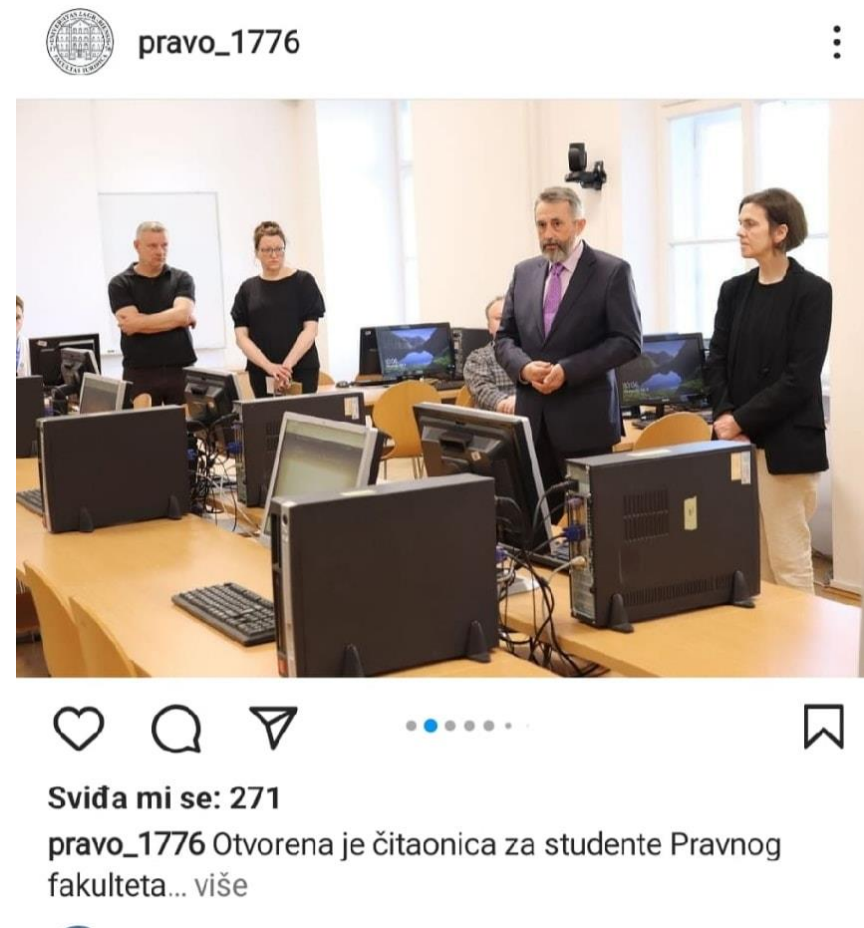 pravo_1776
Sviđa mi se: 271
pravo_1776 Otvorena je čitaonica za studente Pravnog
fakulteta... više